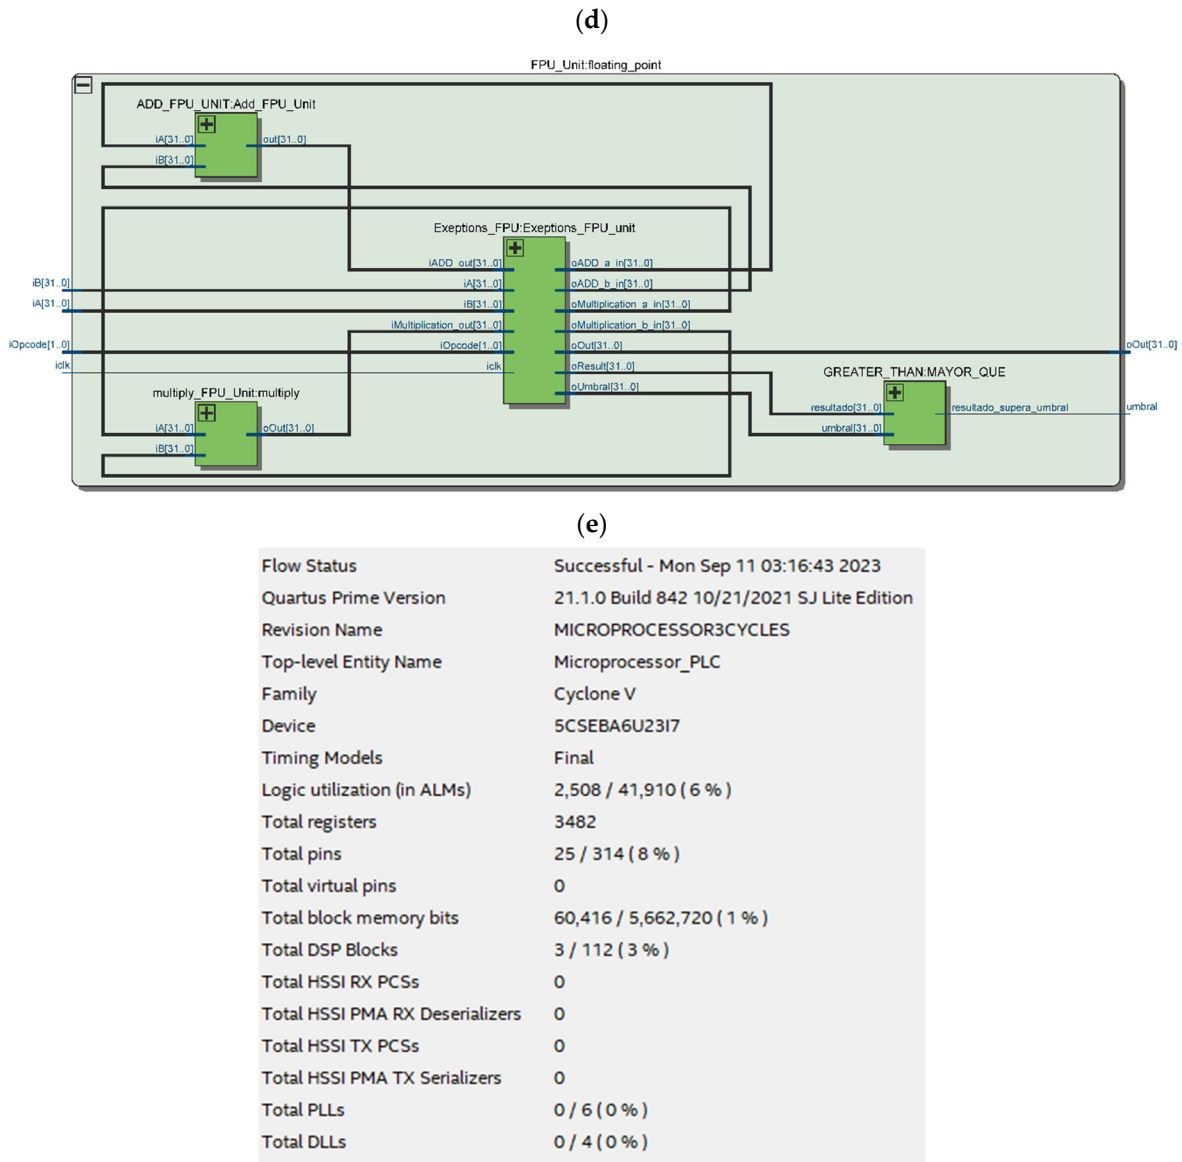 (d)
FPU_Unit:floating_point
ADD_FPU_UNIT:Add_FPU_Unit
iA[31..0]
out[31..0]
iB[31..0]
Exeptions_FPU:Exeptions_FPU_unit
iADD_out[31..0]
oADD_a_in[31..0]
iB[31..0]
iA[31..0]
oADD_b_in[31..0]
iA[31..0]
iB[31..0]
oMultiplication_a_in[31..0]
iMultiplication_out[31..0]
oMultiplication_b_in[31..0]
iOpcode[1..0]
iOpcode[1..0]
oOut[31..0]
oOut[31..0]
iclk
iclk
oResult[31..0]
GREATER_THAN:MAYOR_QUE
oUmbral[31..0]
multiply_FPU_Unit:multiply
resultado[31..0]
resultado_supera_umbral
umbral
iA[31..0]
oOut[31..0]
umbral[31..0]
iB[31..0]
(e)
Flow Status Successful - Mon Sep 11 03:16:43 2023
Quartus Prime Version 21.1.0 Build 842 10/21/2021 SJ Lite Edition
Revision Name MICROPROCESSOR3CYCLES
Top-level Entity Name Microprocessor_PLC
Family Cyclone V
Device 5CSEBA6U23I7
Timing Models Final
Logic utilization (in ALMs) 2,508 / 41,910 ( 6 % )
Total registers 3482
Total pins 25 / 314 ( 8 % )
Total virtual pins 0
Total block memory bits 60,416 / 5,662,720 ( 1 % )
Total DSP Blocks 3 / 112 ( 3 % )
Total HSSI RX PCSs 0
Total HSSI PMA RX Deserializers 0
Total HSSI TX PCSs 0
Total HSSI PMA TX Serializers 0
Total PLLs 0 / 6 ( 0 % )
Total DLLs 0 / 4 ( 0 % )